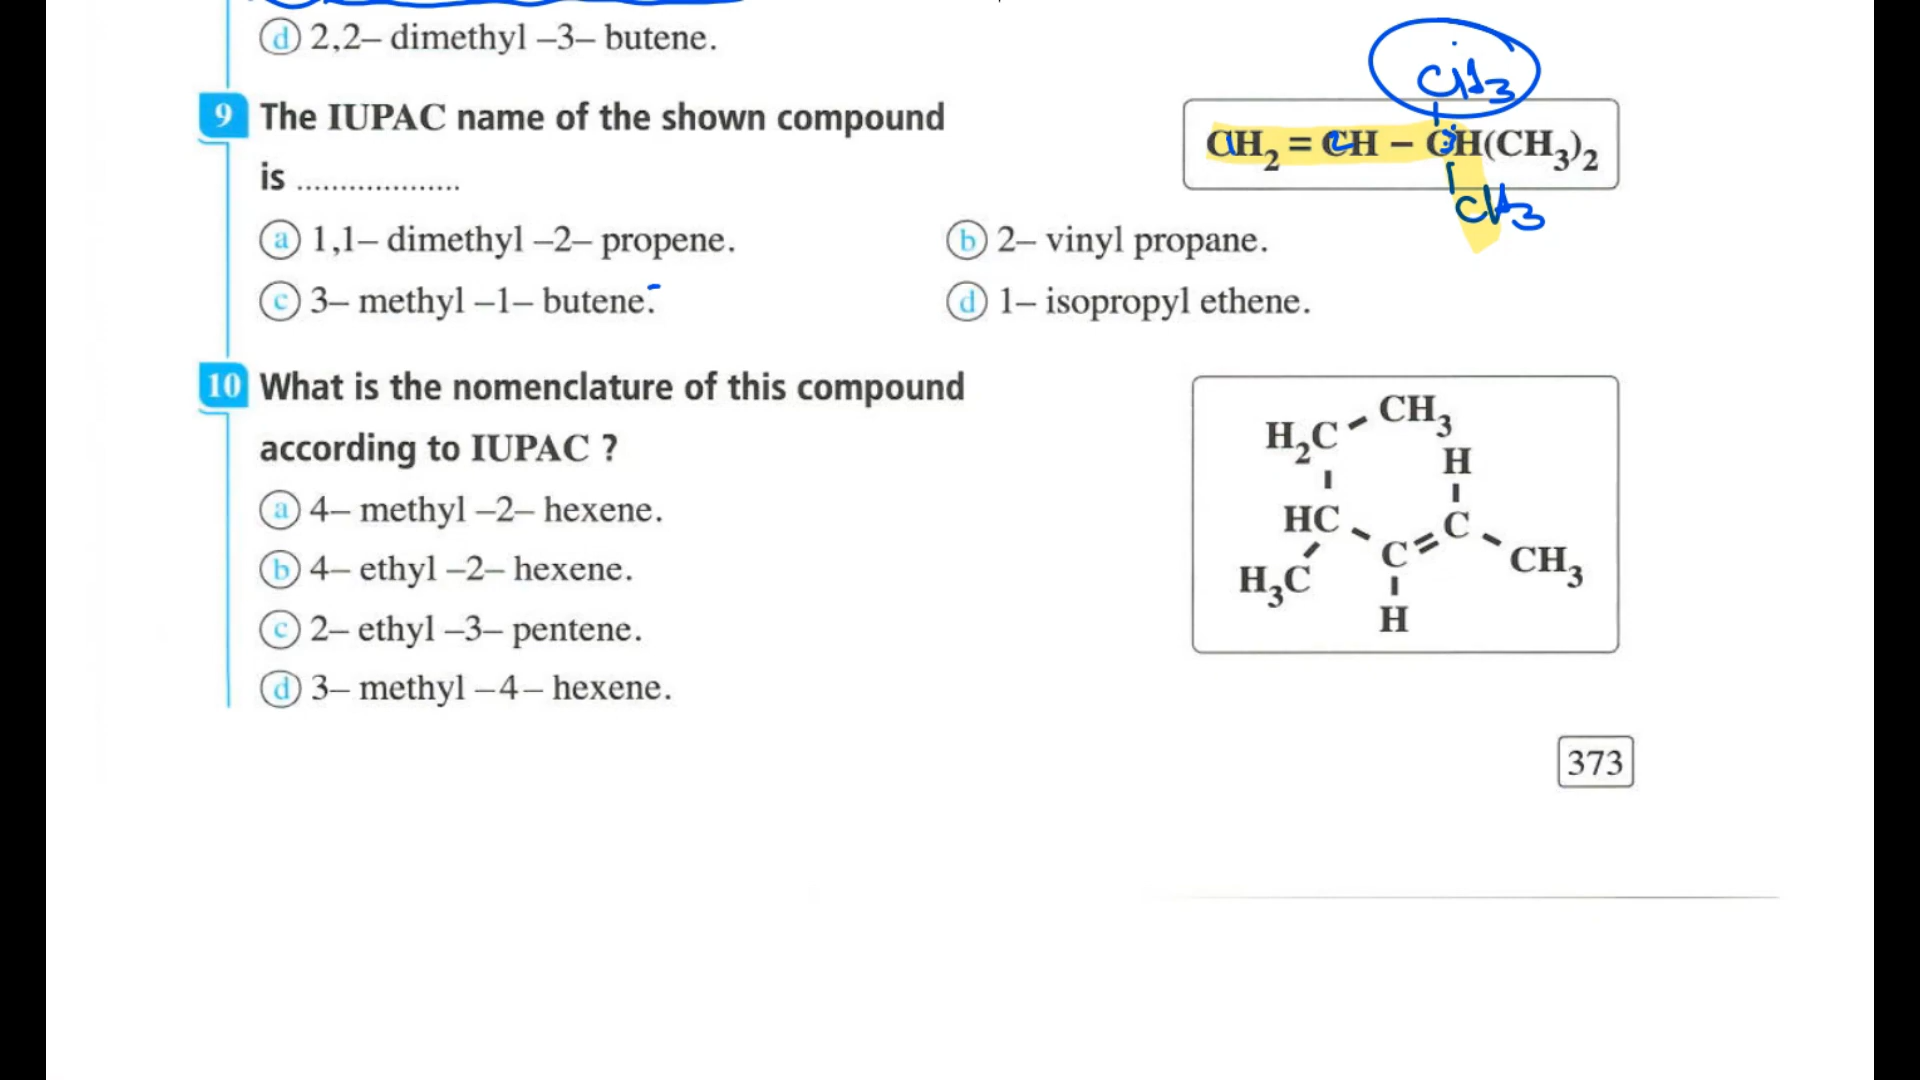 d 2,2– dimethyl –3– butene.
9 The IUPAC name of the shown compound
is ...................
CH3
CH2 = CH – CH(CH3)2
1 2 3
CH3
a 1,1– dimethyl –2– propene.
b 2– vinyl propane.
c 3– methyl –1– butene.
d 1– isopropyl ethene.
10 What is the nomenclature of this compound
according to IUPAC ?
a 4– methyl –2– hexene.
b 4– ethyl –2– hexene.
c 2– ethyl –3– pentene.
d 3– methyl –4– hexene.
H2C – CH3
H
HC
C = C
H3C
CH3
H
373